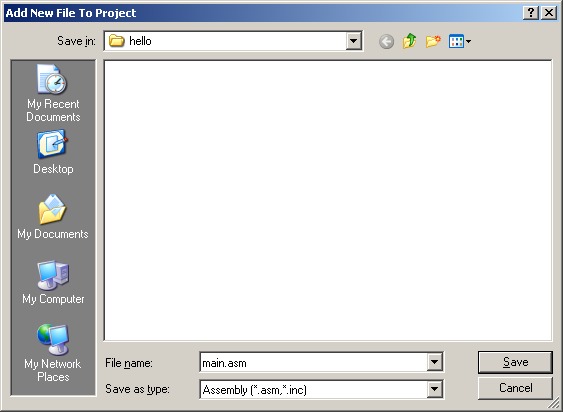 Add New File To Project
Save in: hello
My Recent
Documents
Desktop
My Documents
My Computer
My Network
Places
File name: main.asm Save
Save as type: Assembly (*.asm,*.inc) Cancel